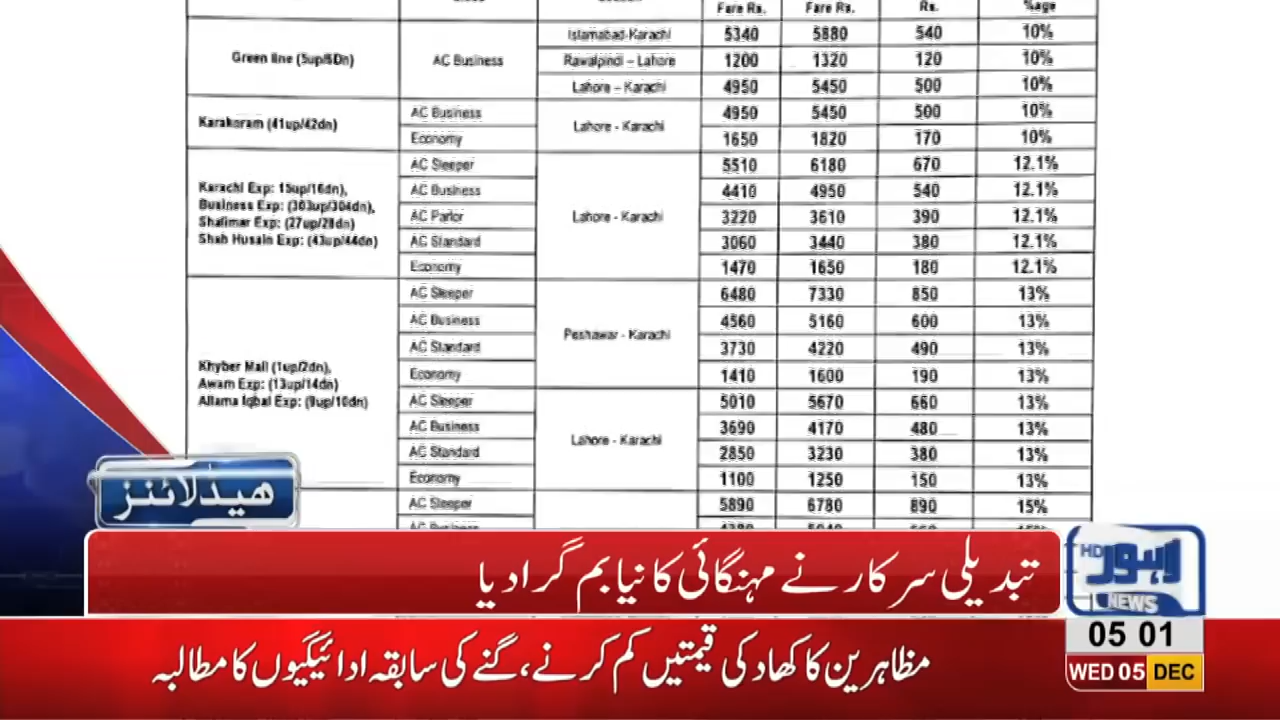 Fare Rs. Fare Rs. Rs. %age
Green line (5up/6Dn) AC Business Islamabad-Karachi 5340 5880 540 10%
Rawalpindi – Lahore 1200 1320 120 10%
Lahore – Karachi 4950 5450 500 10%
Karakoram (41up/42dn) AC Business Lahore - Karachi 4950 5450 500 10%
Economy 1650 1820 170 10%
Karachi Exp: 15up/16dn),
Business Exp: (303up/304dn),
Shalimar Exp: (27up/28dn)
Shah Husain Exp: (43up/44dn)
AC Sleeper Lahore - Karachi 5510 6180 670 12.1%
AC Business 4410 4950 540 12.1%
AC Parlor 3220 3610 390 12.1%
AC Standard 3060 3440 380 12.1%
Economy 1470 1650 180 12.1%
Khyber Mail (1up/2dn),
Awam Exp: (13up/14dn)
Allama Iqbal Exp: (9up/10dn)
AC Sleeper Peshawar - Karachi 6480 7330 850 13%
AC Business 4560 5160 600 13%
AC Standard 3730 4220 490 13%
Economy 1410 1600 190 13%
AC Sleeper Lahore - Karachi 5010 5670 660 13%
AC Business 3690 4170 480 13%
AC Standard 2850 3230 380 13%
Economy 1100 1250 150 13%
AC Sleeper 5890 6780 890 15%
ہیڈلائنز
تبدیلی سرکار نے مہنگائی کا نیا بم گرا دیا
HD لاہور
NEWS
مظاہرین کا کھاد کی قیمتیں کم کرنے، گنے کی سابقہ ادائیگیوں کا مطالبہ
05 01
WED 05 DEC